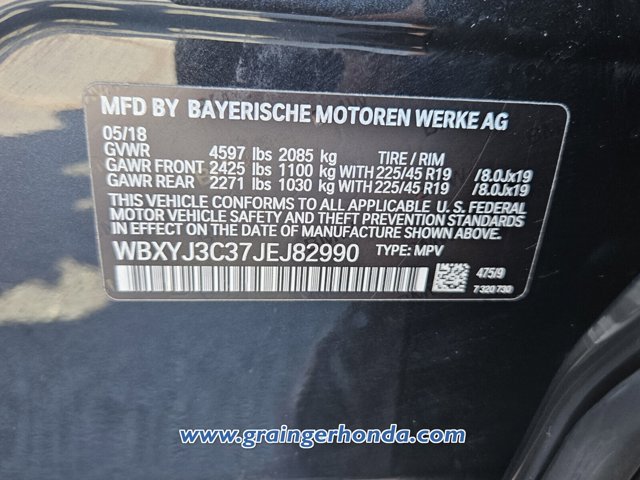 MFD BY BAYERISCHE MOTOREN WERKE AG
05/18
GVWR 4597 lbs 2085 kg TIRE / RIM
GAWR FRONT 2425 lbs 1100 kg WITH 225/45 R19 /8.0Jx19
GAWR REAR 2271 lbs 1030 kg WITH 225/45 R19 /8.0Jx19
THIS VEHICLE CONFORMS TO ALL APPLICABLE U. S. FEDERAL
MOTOR VEHICLE SAFETY AND THEFT PREVENTION STANDARDS
IN EFFECT ON THE DATE OF MANUFACTURE SHOWN ABOVE.
WBXYJ3C37JEJ82990 TYPE: MPV
475/9
7 320 730
www.graingerhonda.com